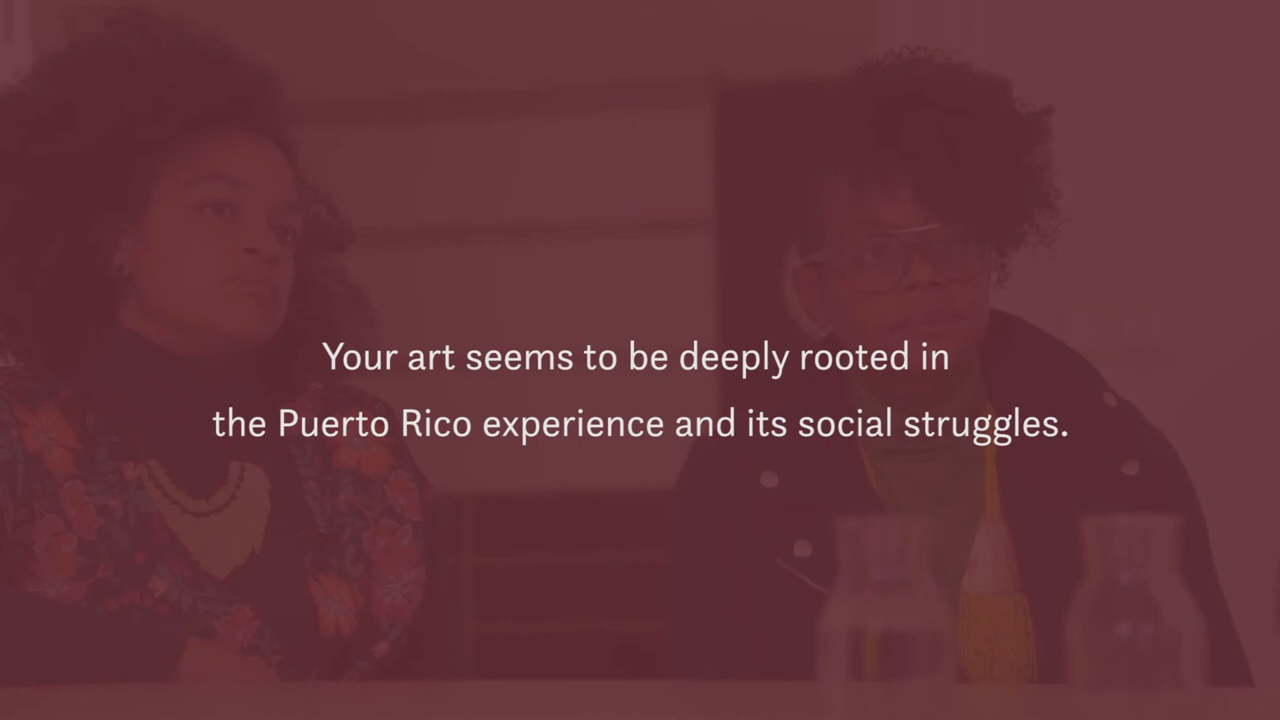 Your art seems to be deeply rooted in
the Puerto Rico experience and its social struggles.